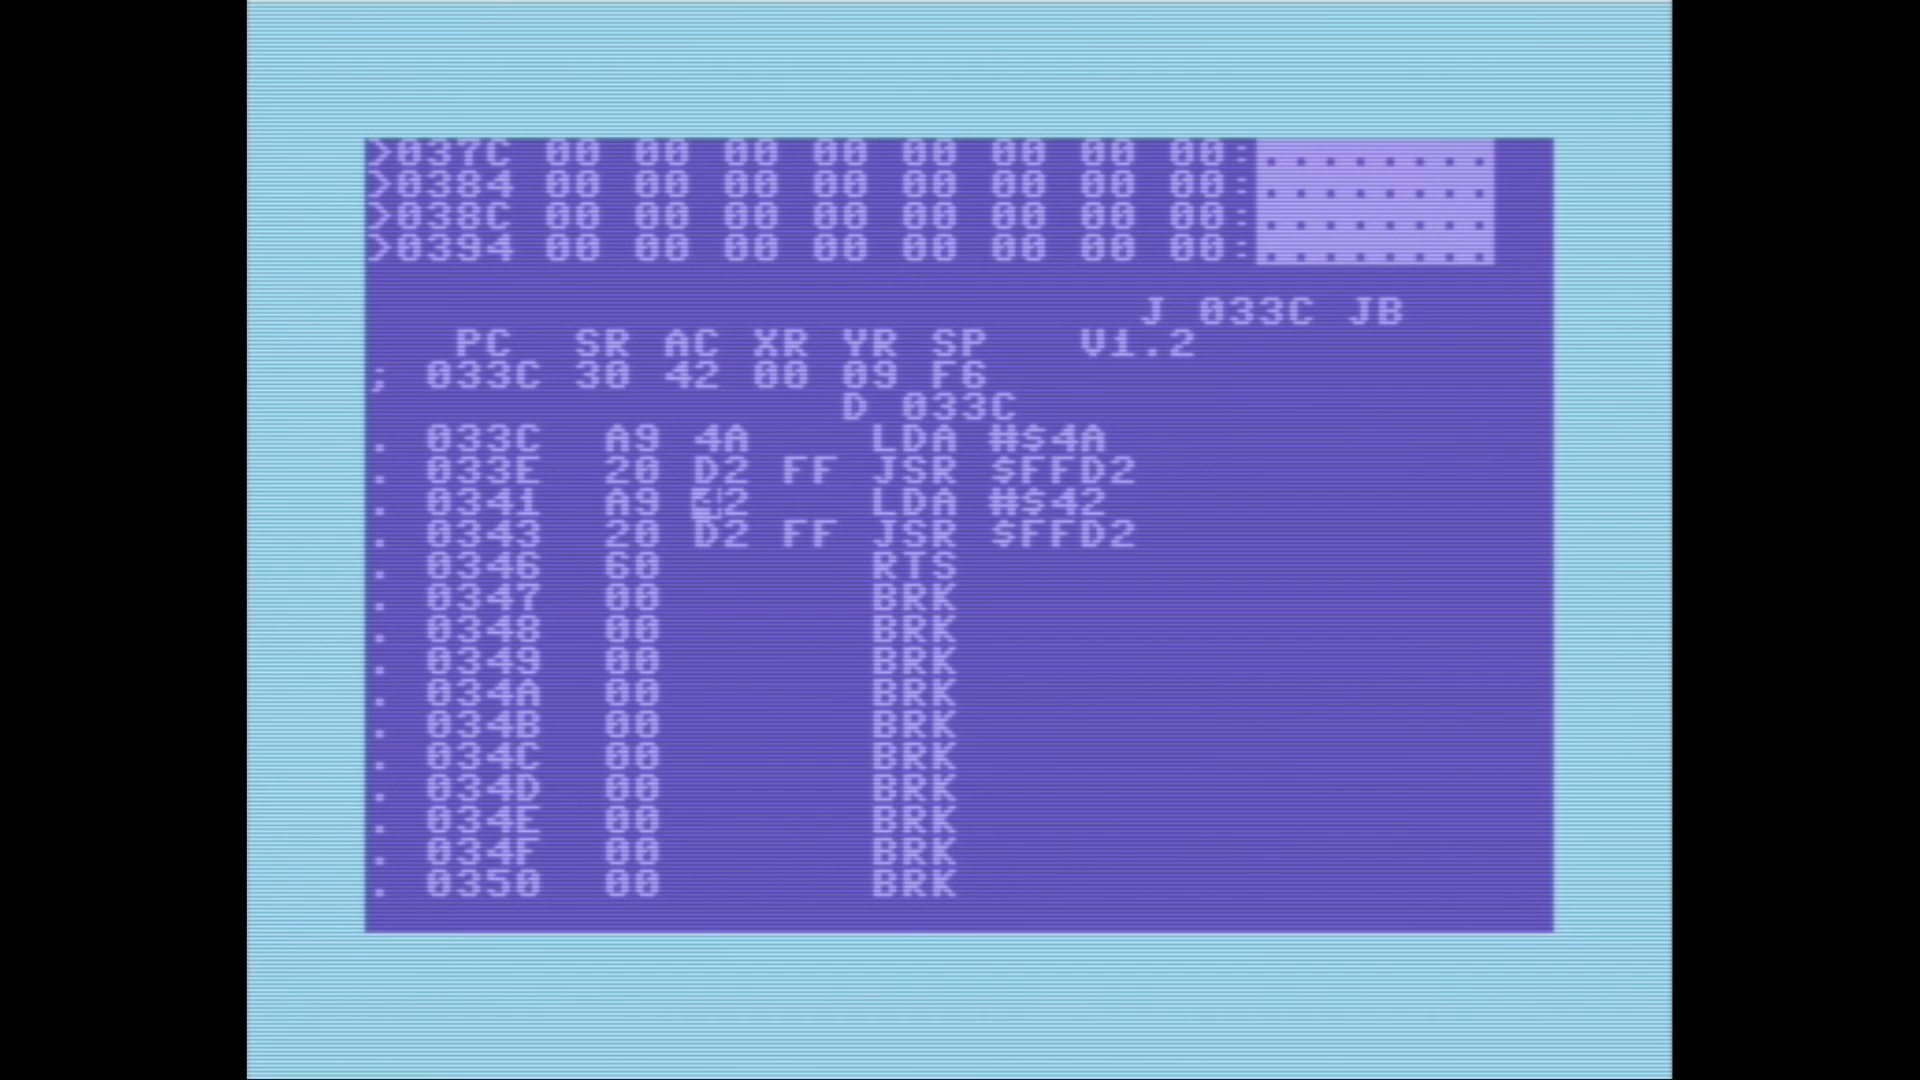 >037C 00 00 00 00 00 00 00 00:........
>0384 00 00 00 00 00 00 00 00:........
>038C 00 00 00 00 00 00 00 00:........
>0394 00 00 00 00 00 00 00 00:........
J 033C JB
PC SR AC XR YR SP V1.2
; 033C 30 42 00 09 F6
D 033C
. 033C A9 4A LDA #$4A
. 033E 20 D2 FF JSR $FFD2
. 0341 A9 42 LDA #$42
. 0343 20 D2 FF JSR $FFD2
. 0346 60 RTS
. 0347 00 BRK
. 0348 00 BRK
. 0349 00 BRK
. 034A 00 BRK
. 034B 00 BRK
. 034C 00 BRK
. 034D 00 BRK
. 034E 00 BRK
. 034F 00 BRK
. 0350 00 BRK